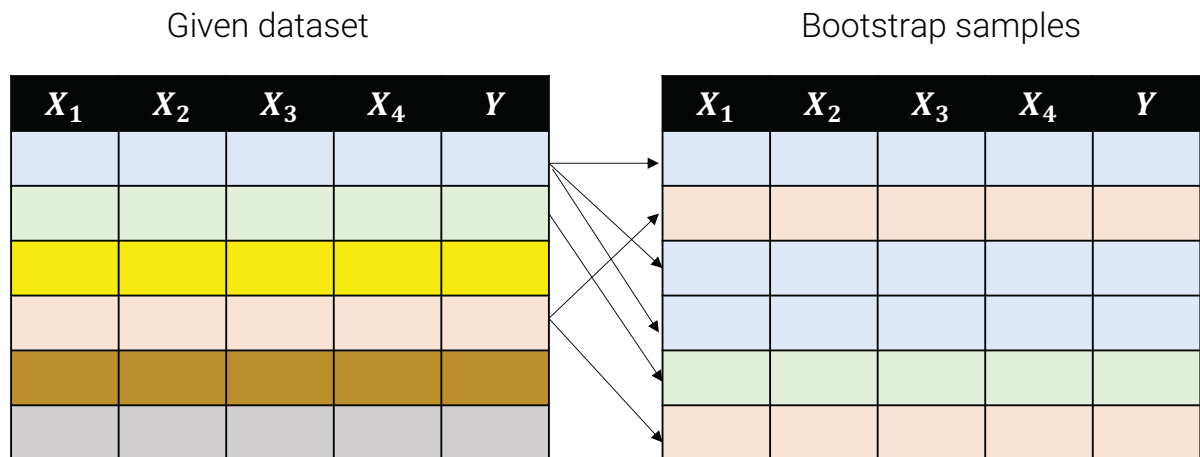 Given dataset
Bootstrap samples
X₁ X₂ X₃ X₄ Y
X₁ X₂ X₃ X₄ Y